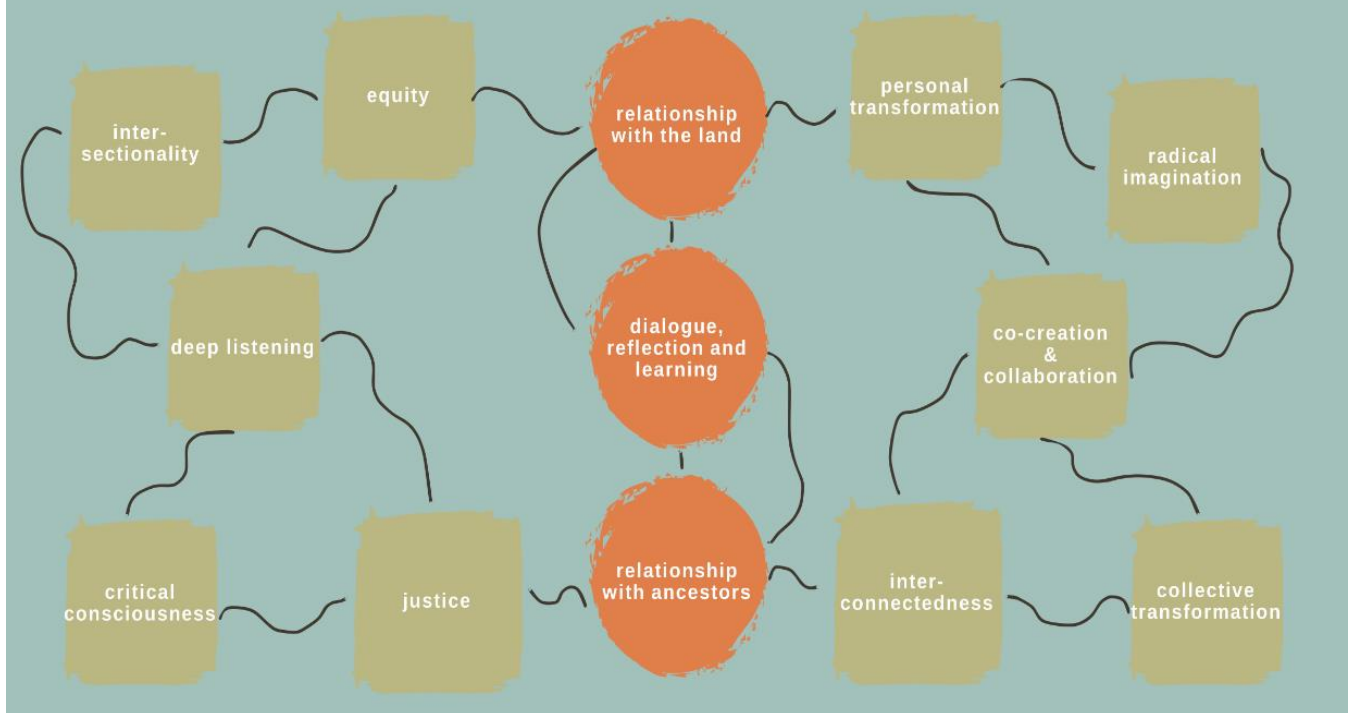 equity
inter-
sectionality
relationship
with the land
personal
transformation
radical
imagination
deep listening
dialogue,
reflection and
learning
co-creation
&
collaboration
critical
consciousness
justice
relationship
with ancestors
inter-
connectedness
collective
transformation